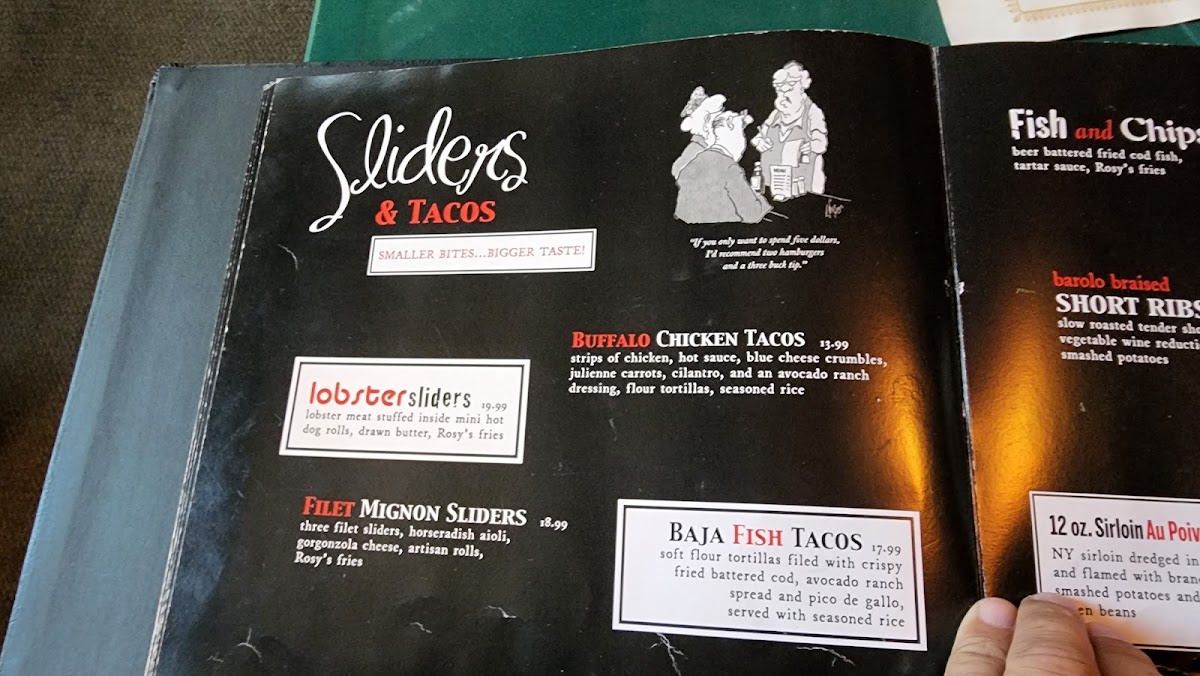 Sliders
& TACOS
SMALLER BITES...BIGGER TASTE!
MENU
"If you only want to spend five dollars,
I'd recommend two hamburgers
and a three buck tip."
lobster sliders 19.99
lobster meat stuffed inside mini hot
dog rolls, drawn butter, Rosy's fries
FILET MIGNON SLIDERS 18.99
three filet sliders, horseradish aioli,
gorgonzola cheese, artisan rolls,
Rosy's fries
BUFFALO CHICKEN TACOS 13.99
strips of chicken, hot sauce, blue cheese crumbles,
julienne carrots, cilantro, and an avocado ranch
dressing, flour tortillas, seasoned rice
BAJA FISH TACOS 17.99
soft flour tortillas filed with crispy
fried battered cod, avocado ranch
spread and pico de gallo,
served with seasoned rice
Fish and Chips
beer battered fried cod fish,
tartar sauce, Rosy's fries
barolo braised
SHORT RIBS
slow roasted tender
vegetable wine
smashed potatoes
12 oz. Sirloin Au
NY sirloin dredged in
and flamed with
smashed potatoes and
beans